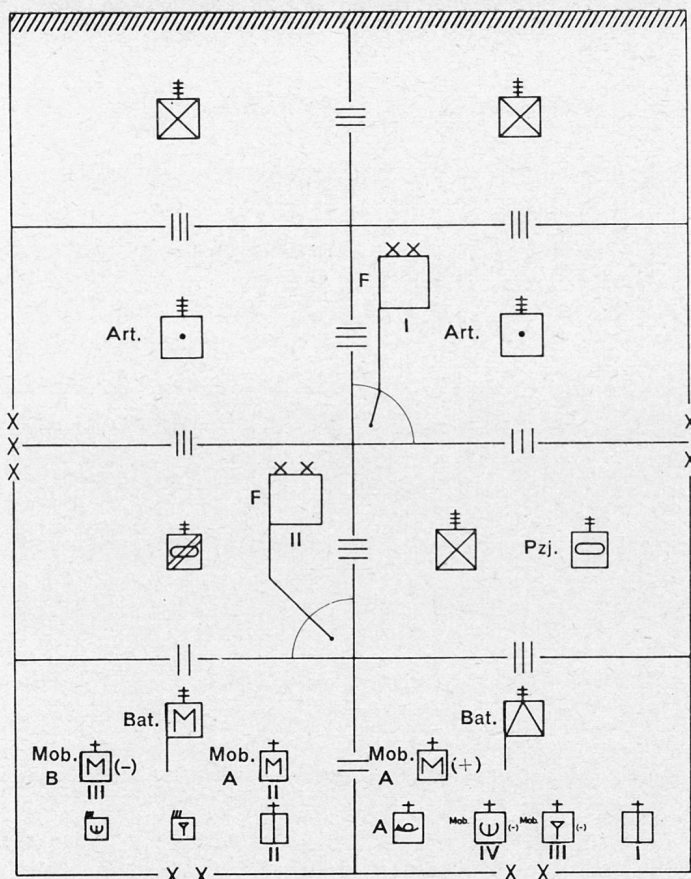 F
I
Art.
Art.
X
X
X
X
X
X X
F
II
X X
Pzj.
Bat.
M
Bat.
Mob. B
M
(-)
III
Mob. A
M
II
Mob. A
M
(+)
II
A
Mob.
(-)
IV
Mob.
(-)
III
I
X X
X X